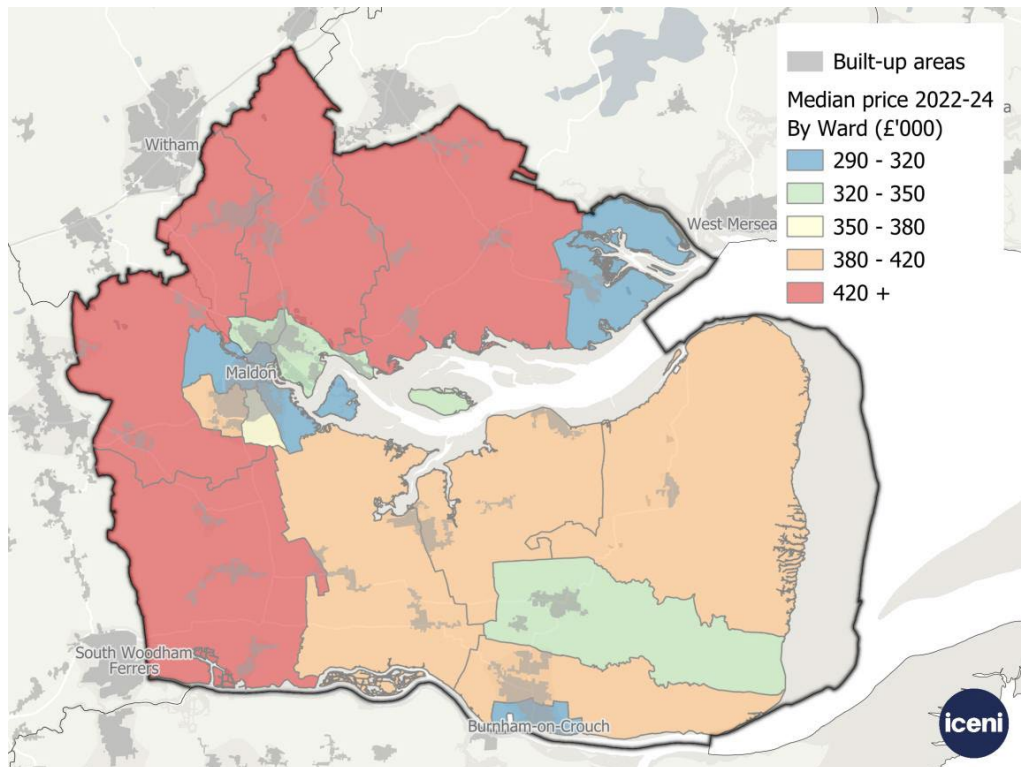 Built-up areas
Median price 2022-24
By Ward (£'000)
290 - 320
320 - 350
350 - 380
380 - 420
420 +
Witham
West Mersea
Maldon
South Woodham
Ferrers
Burnham-on-Crouch
iceni